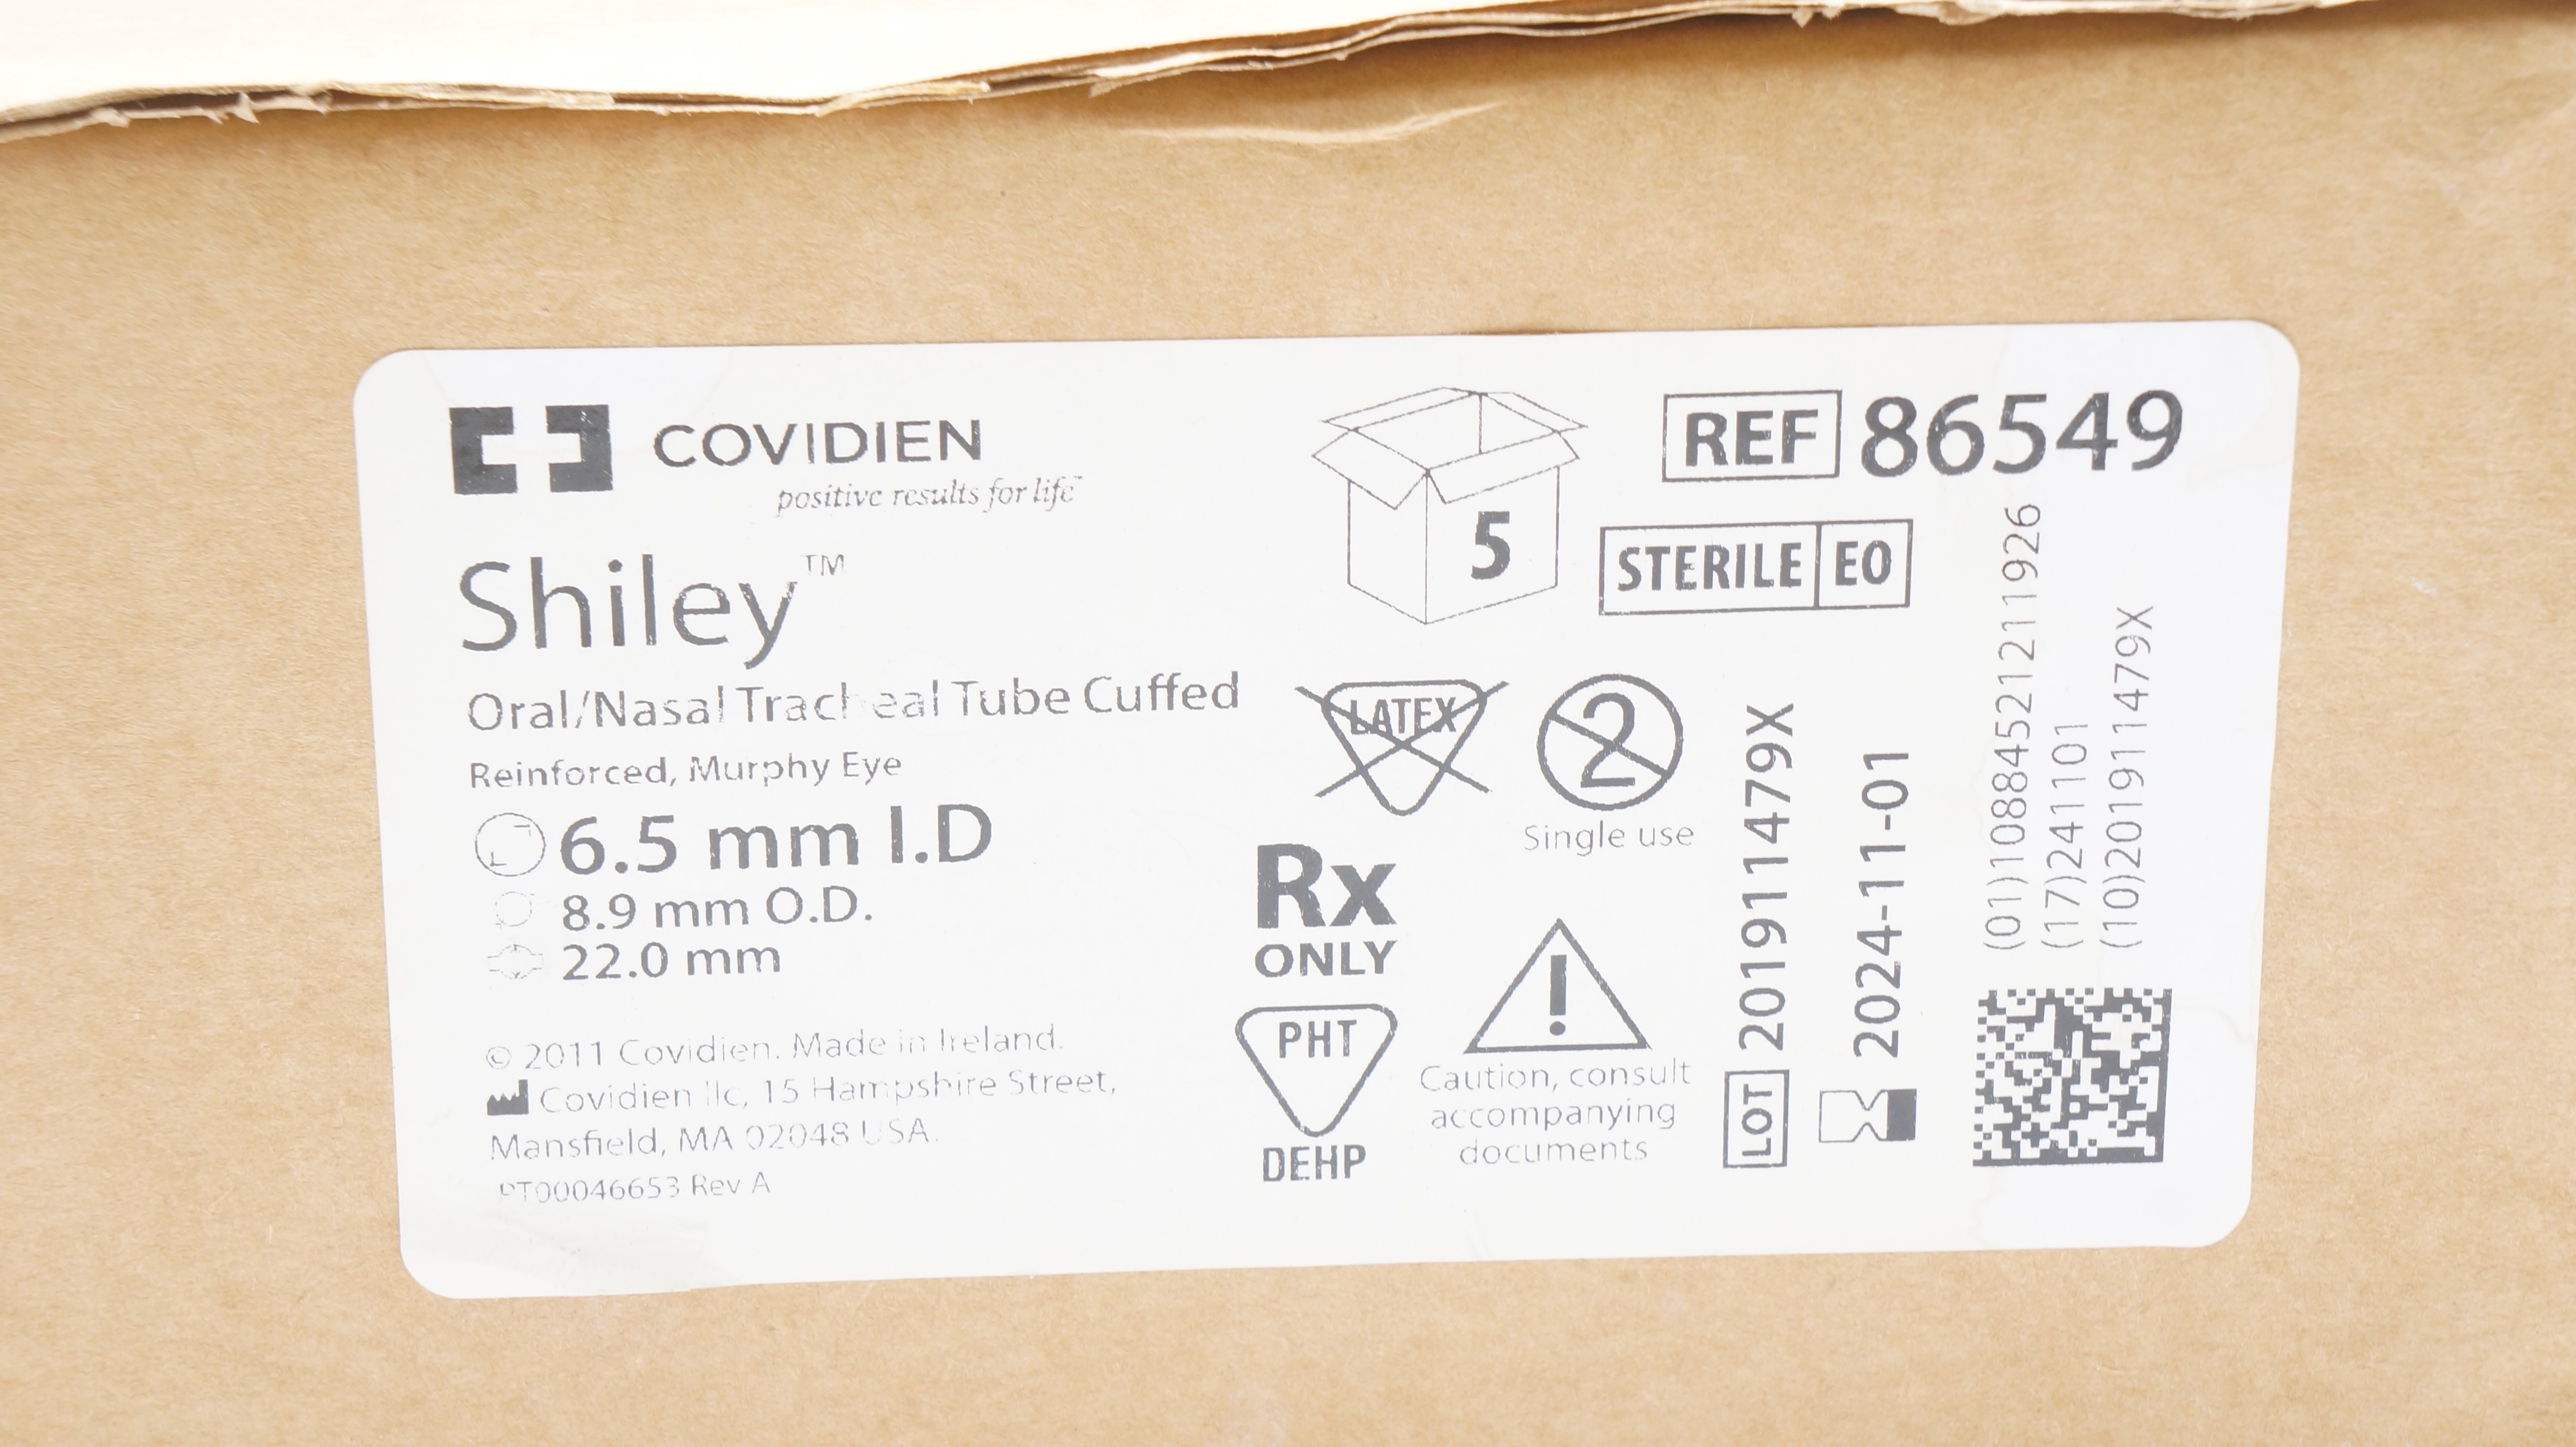 COVIDIEN
positive results for life™
Shiley™
Oral/Nasal Tracheal Tube Cuffed
Reinforced, Murphy Eye
6.5 mm I.D
8.9 mm O.D.
22.0 mm
© 2011 Covidien. Made in Ireland.
Covidien llc, 15 Hampshire Street,
Mansfield, MA 02048 USA.
PT00046653 Rev A
5
REF 86549
STERILE EO
LATEX
2
Single use
Rx
ONLY
PHT
DEHP
!
Caution, consult
accompanying
documents
LOT 201911479X
2024-11-01
(01)10884521211926
(17)241101
(10)201911479X